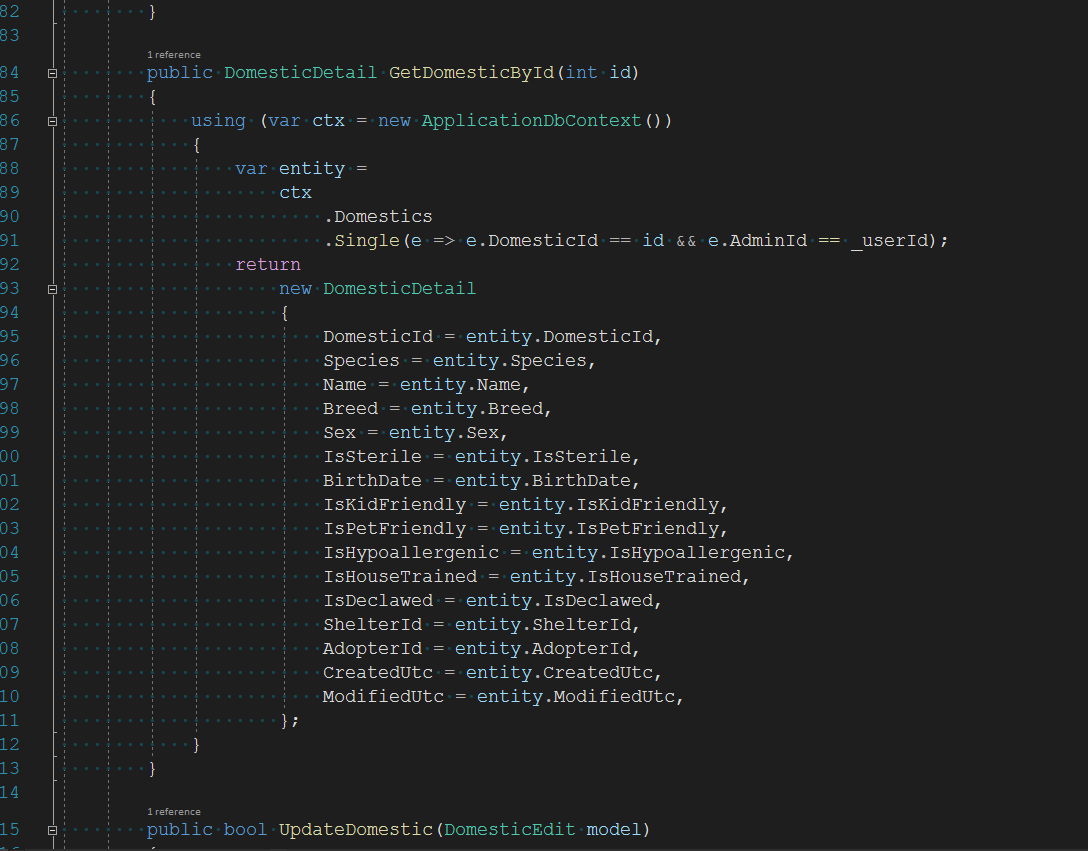 82 }
83
1 reference
84 public DomesticDetail GetDomesticById(int id)
85 {
86 using (var ctx = new ApplicationDbContext())
87 {
88 var entity =
89 ctx
90 .Domestics
91 .Single(e => e.DomesticId == id && e.AdminId == _userId);
92 return
93 new DomesticDetail
94 {
95 DomesticId = entity.DomesticId,
96 Species = entity.Species,
97 Name = entity.Name,
98 Breed = entity.Breed,
99 Sex = entity.Sex,
00 IsSterile = entity.IsSterile,
01 BirthDate = entity.BirthDate,
02 IsKidFriendly = entity.IsKidFriendly,
03 IsPetFriendly = entity.IsPetFriendly,
04 IsHypoallergenic = entity.IsHypoallergenic,
05 IsHouseTrained = entity.IsHouseTrained,
06 IsDeclawed = entity.IsDeclawed,
07 ShelterId = entity.ShelterId,
08 AdopterId = entity.AdopterId,
09 CreatedUtc = entity.CreatedUtc,
10 ModifiedUtc = entity.ModifiedUtc,
11 };
12 }
13 }
14
1 reference
15 public bool UpdateDomestic(DomesticEdit model)